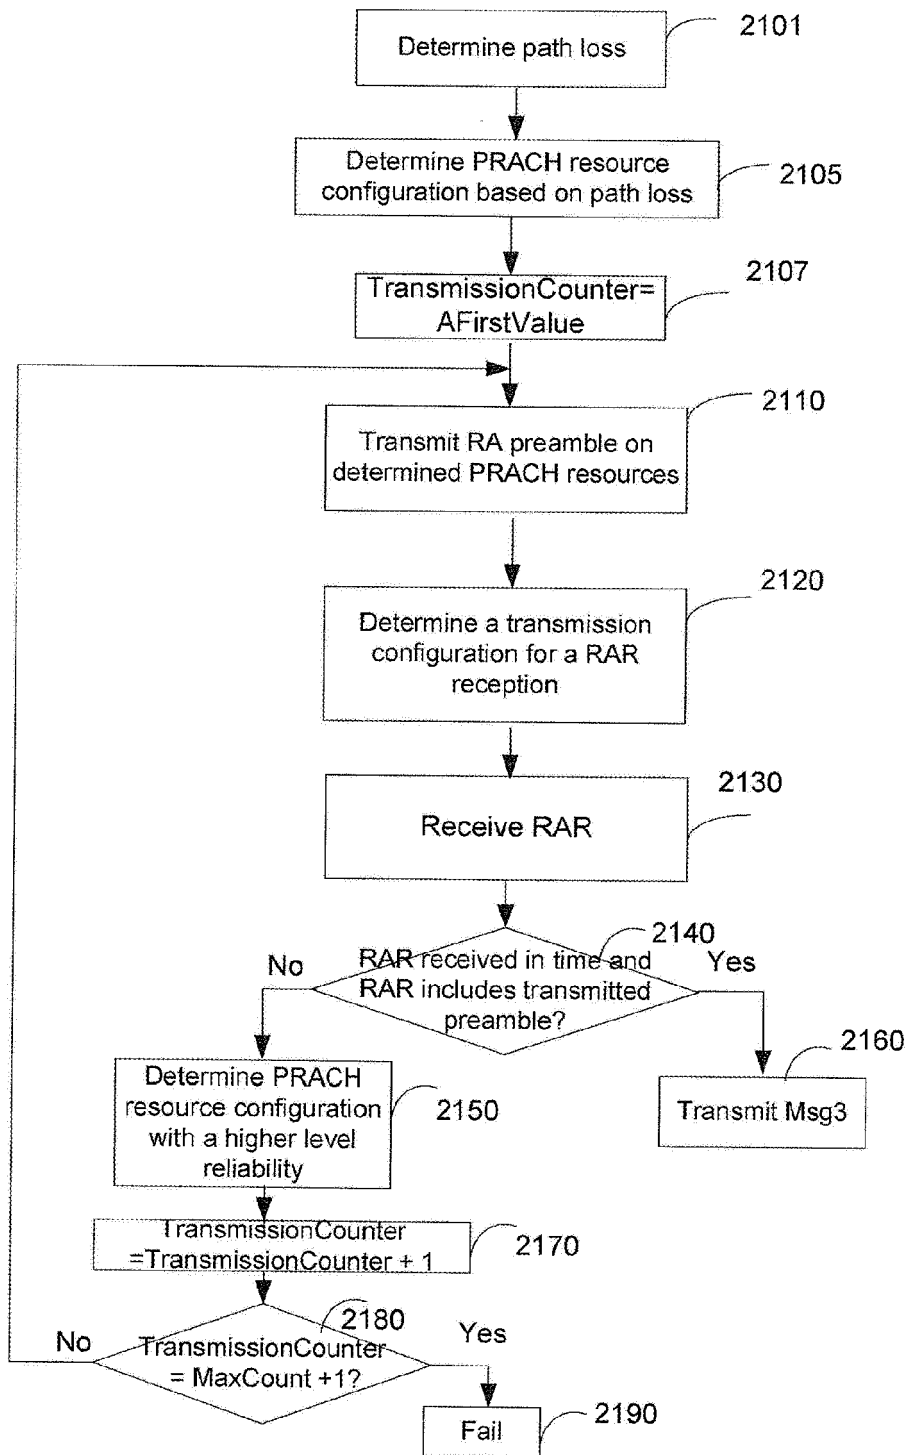 Determine path loss
2101
Determine PRACH resource
configuration based on path loss
2105
TransmissionCounter=
AFirstValue
2107
Transmit RA preamble on
determined PRACH resources
2110
Determine a transmission
configuration for a RAR
reception
2120
Receive RAR
2130
RAR received in time and
RAR includes transmitted
preamble?
2140
No
Yes
Determine PRACH
resource configuration
with a higher level
reliability
2150
Transmit Msg3
2160
TransmissionCounter
=TransmissionCounter + 1
2170
TransmissionCounter
= MaxCount +1?
2180
No
Yes
Fail
2190